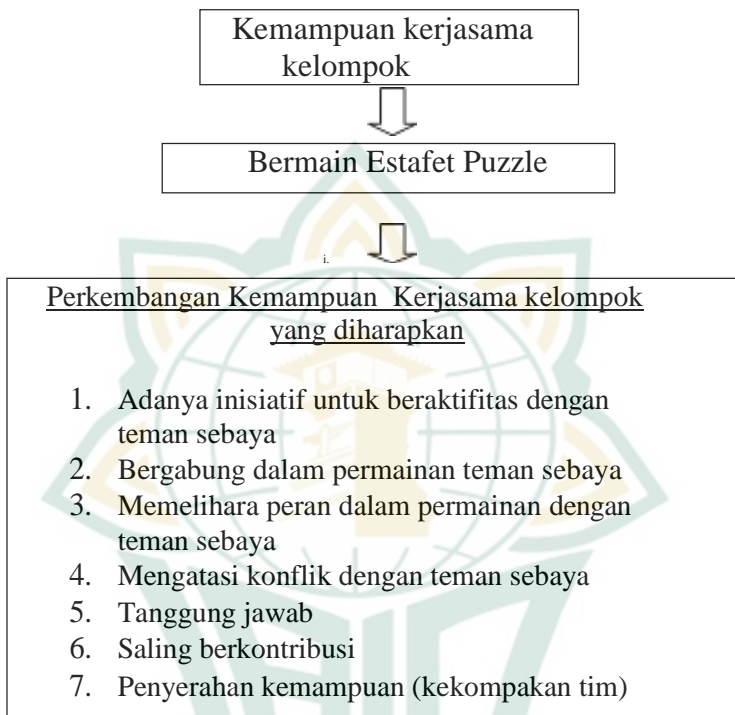 Kemampuan kerjasama
kelompok
Bermain Estafet Puzzle
i.
Perkembangan Kemampuan Kerjasama kelompok
yang diharapkan
1. Adanya inisiatif untuk beraktifitas dengan
teman sebaya
2. Bergabung dalam permainan teman sebaya
3. Memelihara peran dalam permainan dengan
teman sebaya
4. Mengatasi konflik dengan teman sebaya
5. Tanggung jawab
6. Saling berkontribusi
7. Penyerahan kemampuan (kekompakan tim)